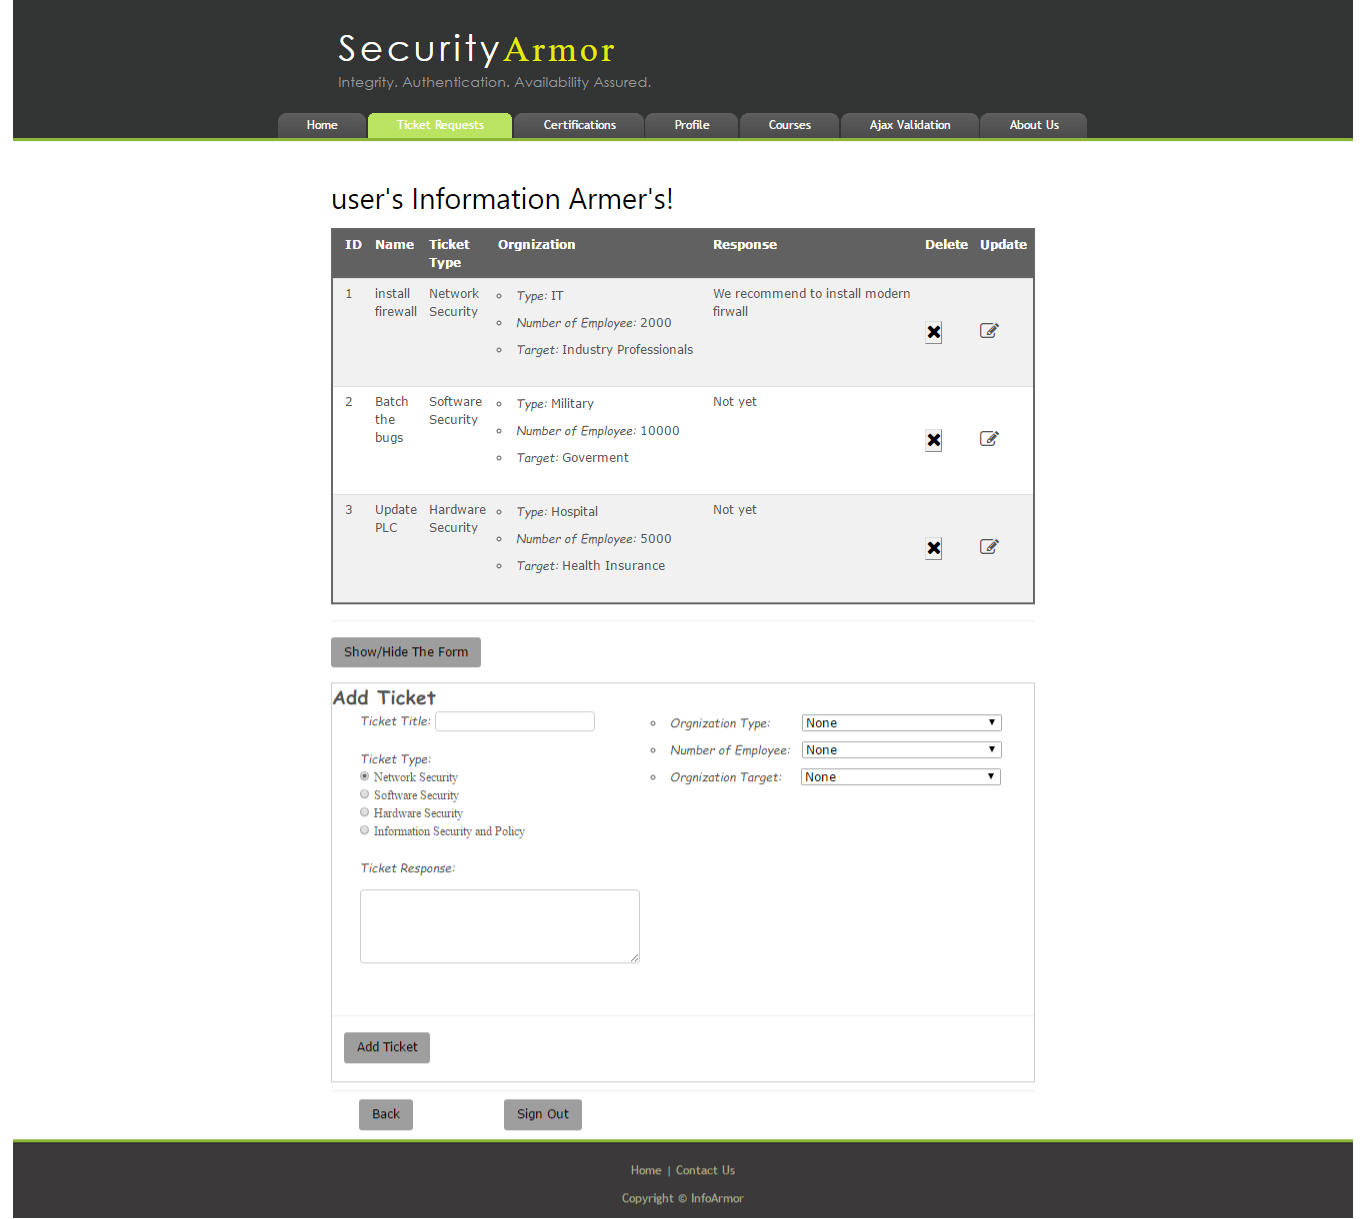 SecurityArmor
Integrity. Authentication. Availability Assured.
Home Ticket Requests Certifications Profile Courses Ajax Validation About Us
user's Information Armer's!
ID Name Ticket Type Orgnization Response Delete Update
1 install firewall Network Security
Type: IT
Number of Employee: 2000
Target: Industry Professionals
We recommend to install modern
firwall
2 Batch the bugs Software Security
Type: Military
Number of Employee: 10000
Target: Goverment
Not yet
3 Update PLC Hardware Security
Type: Hospital
Number of Employee: 5000
Target: Health Insurance
Not yet
Show/Hide The Form
Add Ticket
Ticket Title:
Ticket Type:
Network Security
Software Security
Hardware Security
Information Security and Policy
Orgnization Type: None
Number of Employee: None
Orgnization Target: None
Ticket Response:
Add Ticket
Back Sign Out
Home | Contact Us
Copyright © InfoArmor